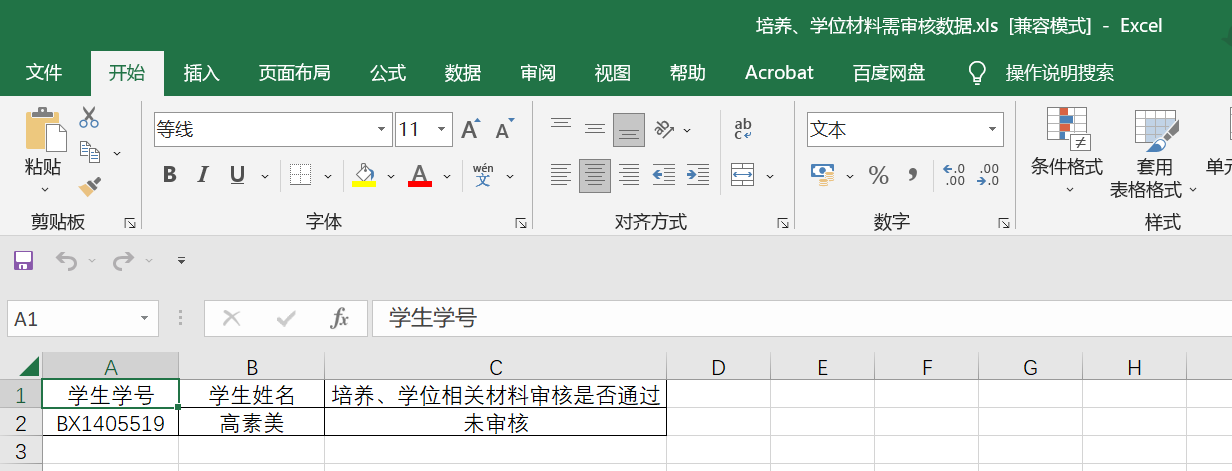 培养、学位材料需审核数据.xls [兼容模式] - Excel
文件 开始 插入 页面布局 公式 数据 审阅 视图 帮助 Acrobat 百度网盘 操作说明搜索
等线 11 A A ab c 文本
粘贴 B I U A wén 文 % , .0 .00 .00 .0 条件格式 套用 表格格式 单元
剪贴板 字体 对齐方式 数字 样式
A1 fx 学生学号
A B C D E F G H
1 学生学号 学生姓名 培养、学位相关材料审核是否通过
2 BX1405519 高素美 未审核
3